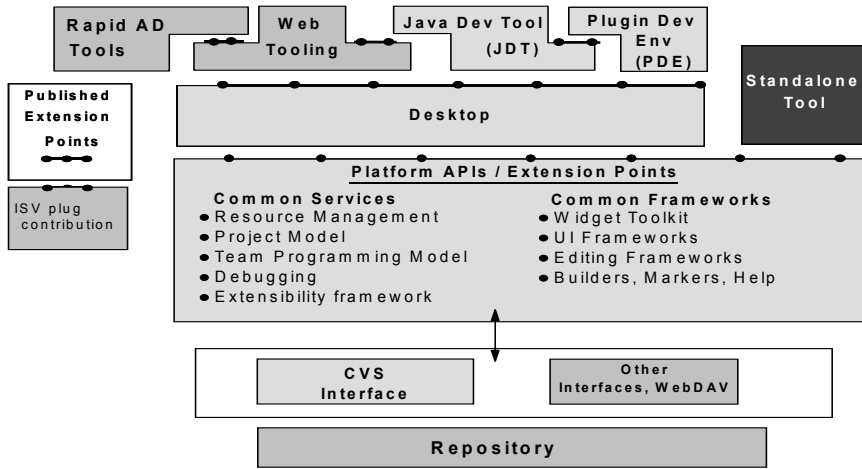 Rapid AD
Tools
Web
Tooling
Java Dev Tool
(JDT)
Plugin Dev
Env
(PDE)
Standalone
Tool
Published
Extension
Points
Desktop
ISV plug
contribution
Platform APIs / Extension Points
Common Services
Resource Management
Project Model
Team Programming Model
Debugging
Extensibility framework
Common Frameworks
Widget Toolkit
UI Frameworks
Editing Frameworks
Builders, Markers, Help
CVS
Interface
Other
Interfaces, WebDAV
Repository